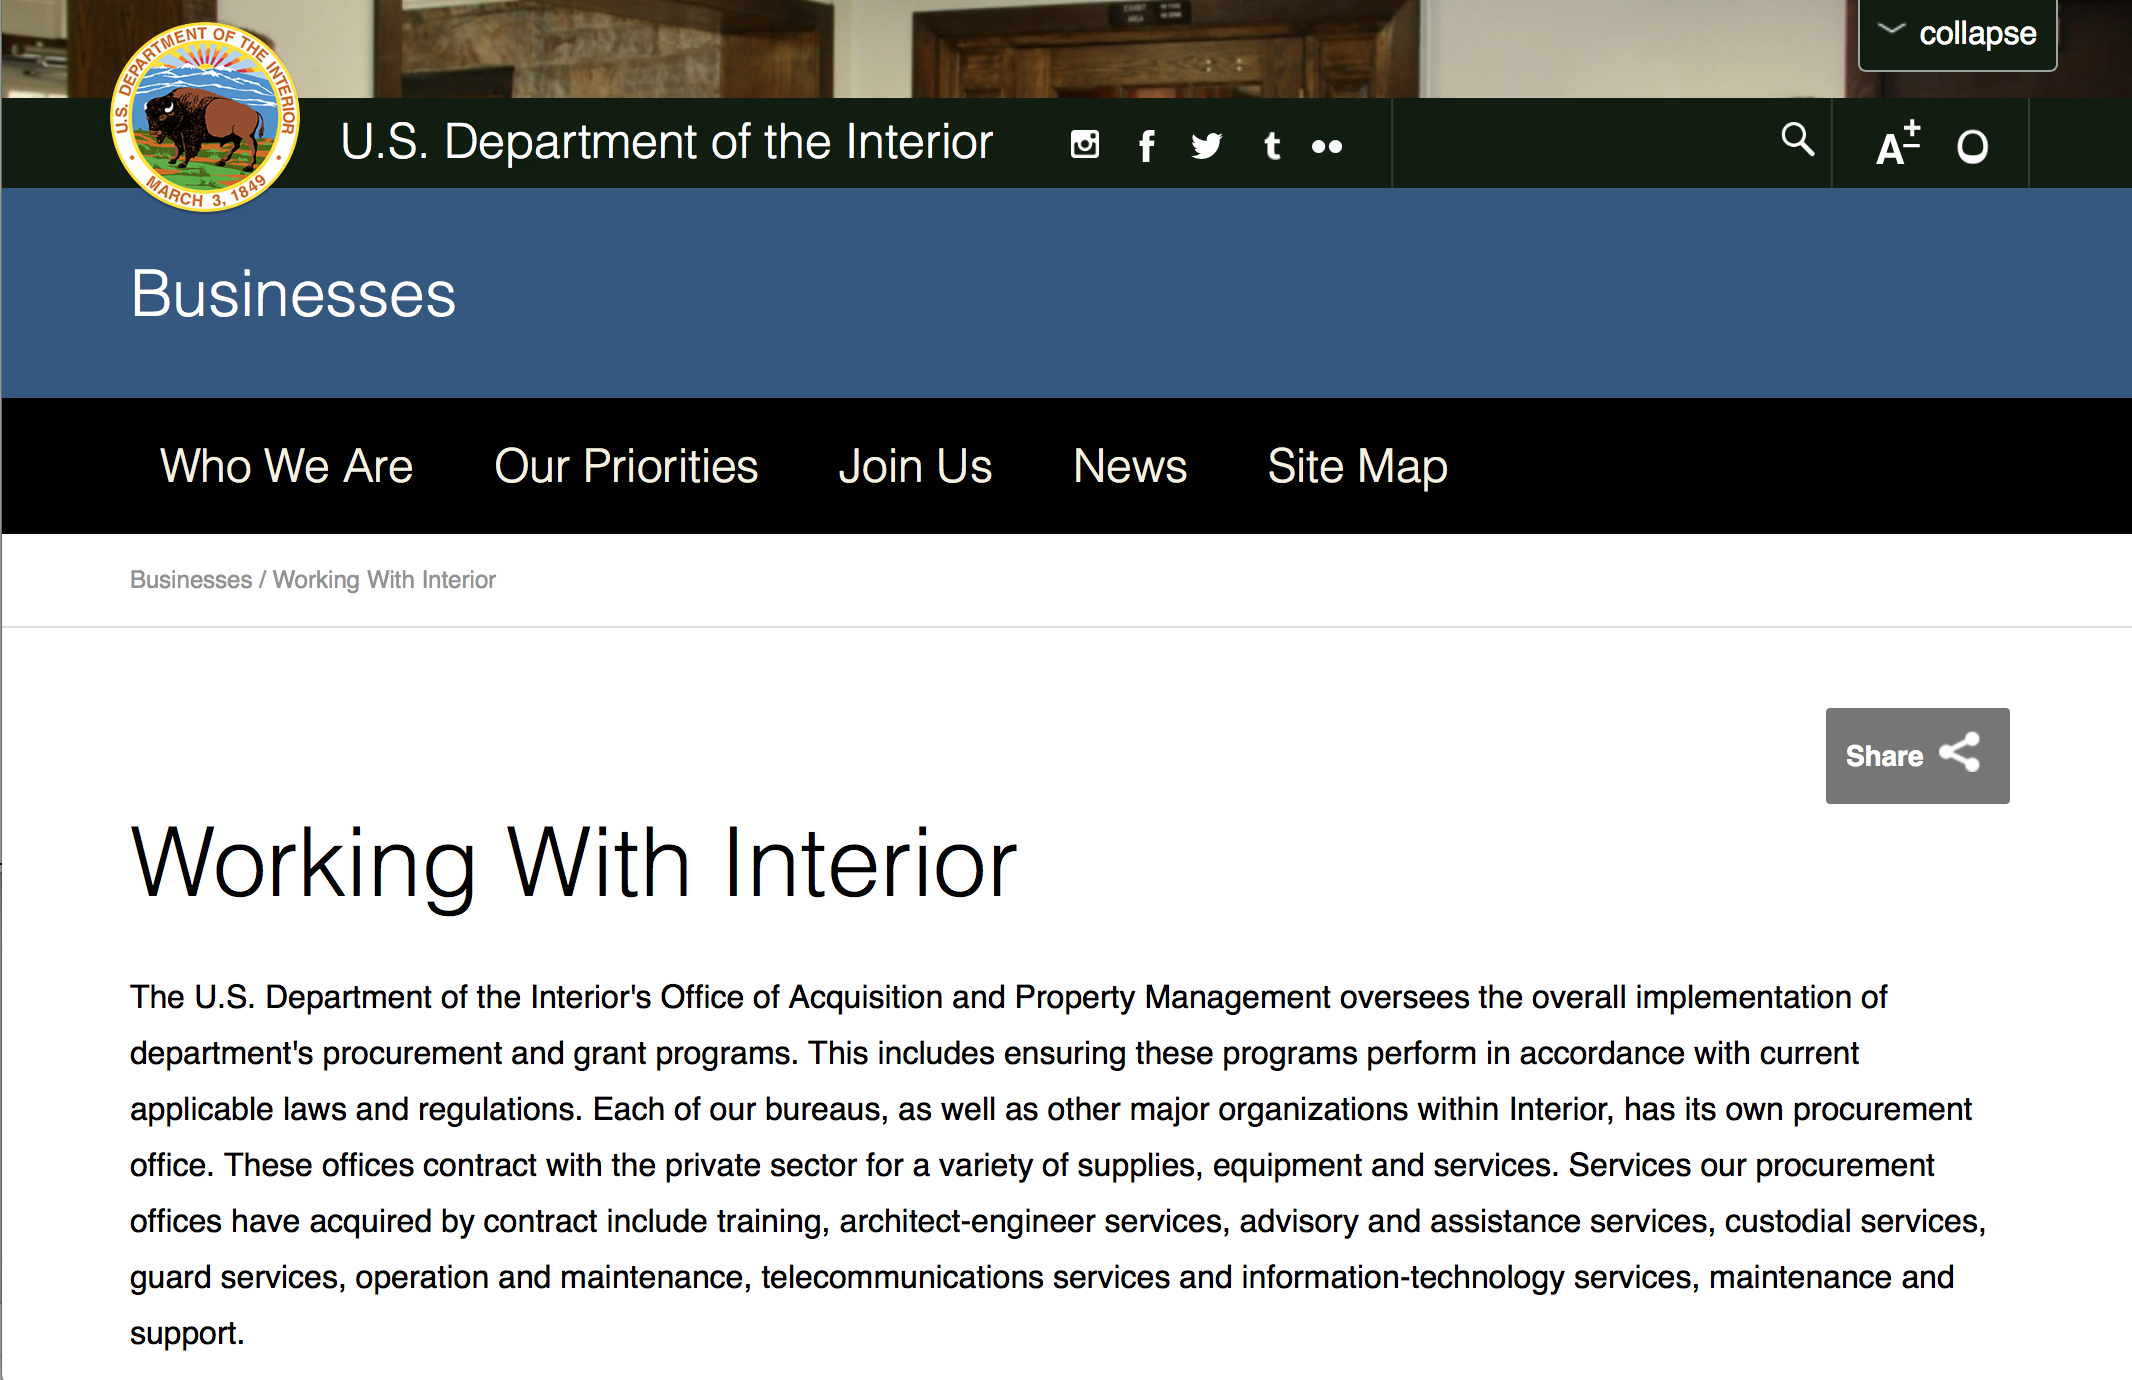 EXHIBIT
AREA
collapse
U.S. DEPARTMENT OF THE INTERIOR
MARCH 3, 1849
U.S. Department of the Interior
A
Businesses
Who We Are Our Priorities Join Us News Site Map
Businesses / Working With Interior
Share
Working With Interior
The U.S. Department of the Interior's Office of Acquisition and Property Management oversees the overall implementation of
department's procurement and grant programs. This includes ensuring these programs perform in accordance with current
applicable laws and regulations. Each of our bureaus, as well as other major organizations within Interior, has its own procurement
office. These offices contract with the private sector for a variety of supplies, equipment and services. Services our procurement
offices have acquired by contract include training, architect-engineer services, advisory and assistance services, custodial services,
guard services, operation and maintenance, telecommunications services and information-technology services, maintenance and
support.